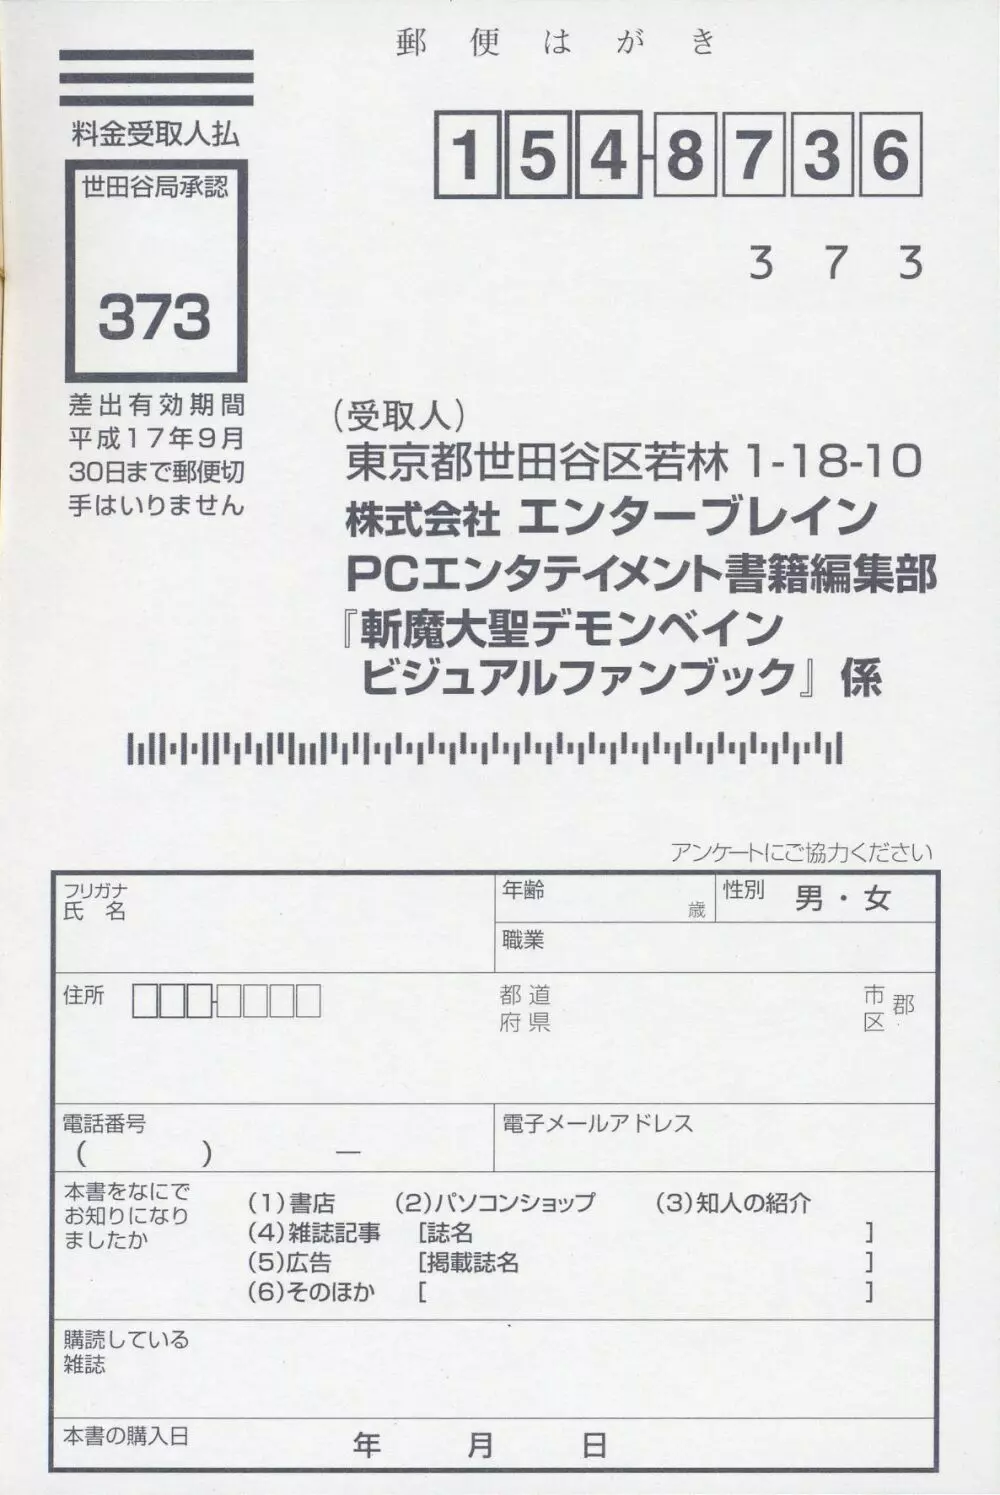 郵便はがき
料金受取人払
世田谷局承認
373
差出有効期間
平成17年9月
30日まで郵便切
手はいりません
154-8736
373
（受取人）
東京都世田谷区若林 1-18-10
株式会社 エンターブレイン
PCエンタテイメント書籍編集部
『斬魔大聖デモンベイン
ビジュアルファンブック』係
アンケートにご協力ください
フリガナ
氏 名
年齢 歳
性別 男・女
職業
住所
都 道
府 県
市
区
郡
電話番号
( ) —
電子メールアドレス
本書をなにで
お知りになり
ましたか
(1)書店 (2)パソコンショップ (3)知人の紹介
(4)雑誌記事 [誌名 ]
(5)広告 [掲載誌名 ]
(6)そのほか [ ]
購読している
雑誌
本書の購入日 年 月 日